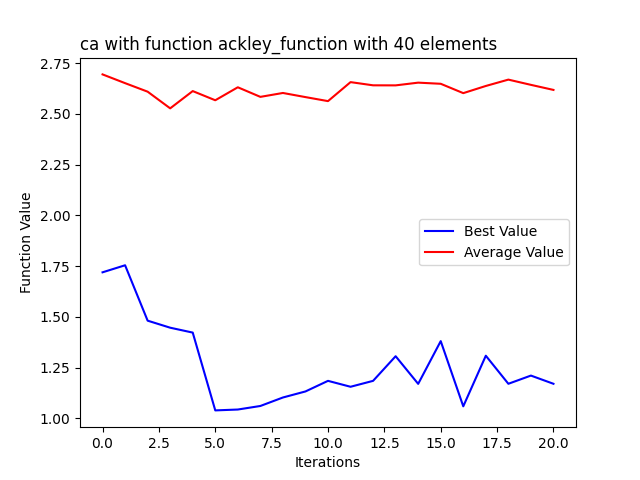 ca with function ackley_function with 40 elements
2.75
2.50
2.25
2.00
1.75
1.50
1.25
1.00
Function Value
Best Value
Average Value
0.0 2.5 5.0 7.5 10.0 12.5 15.0 17.5 20.0
Iterations